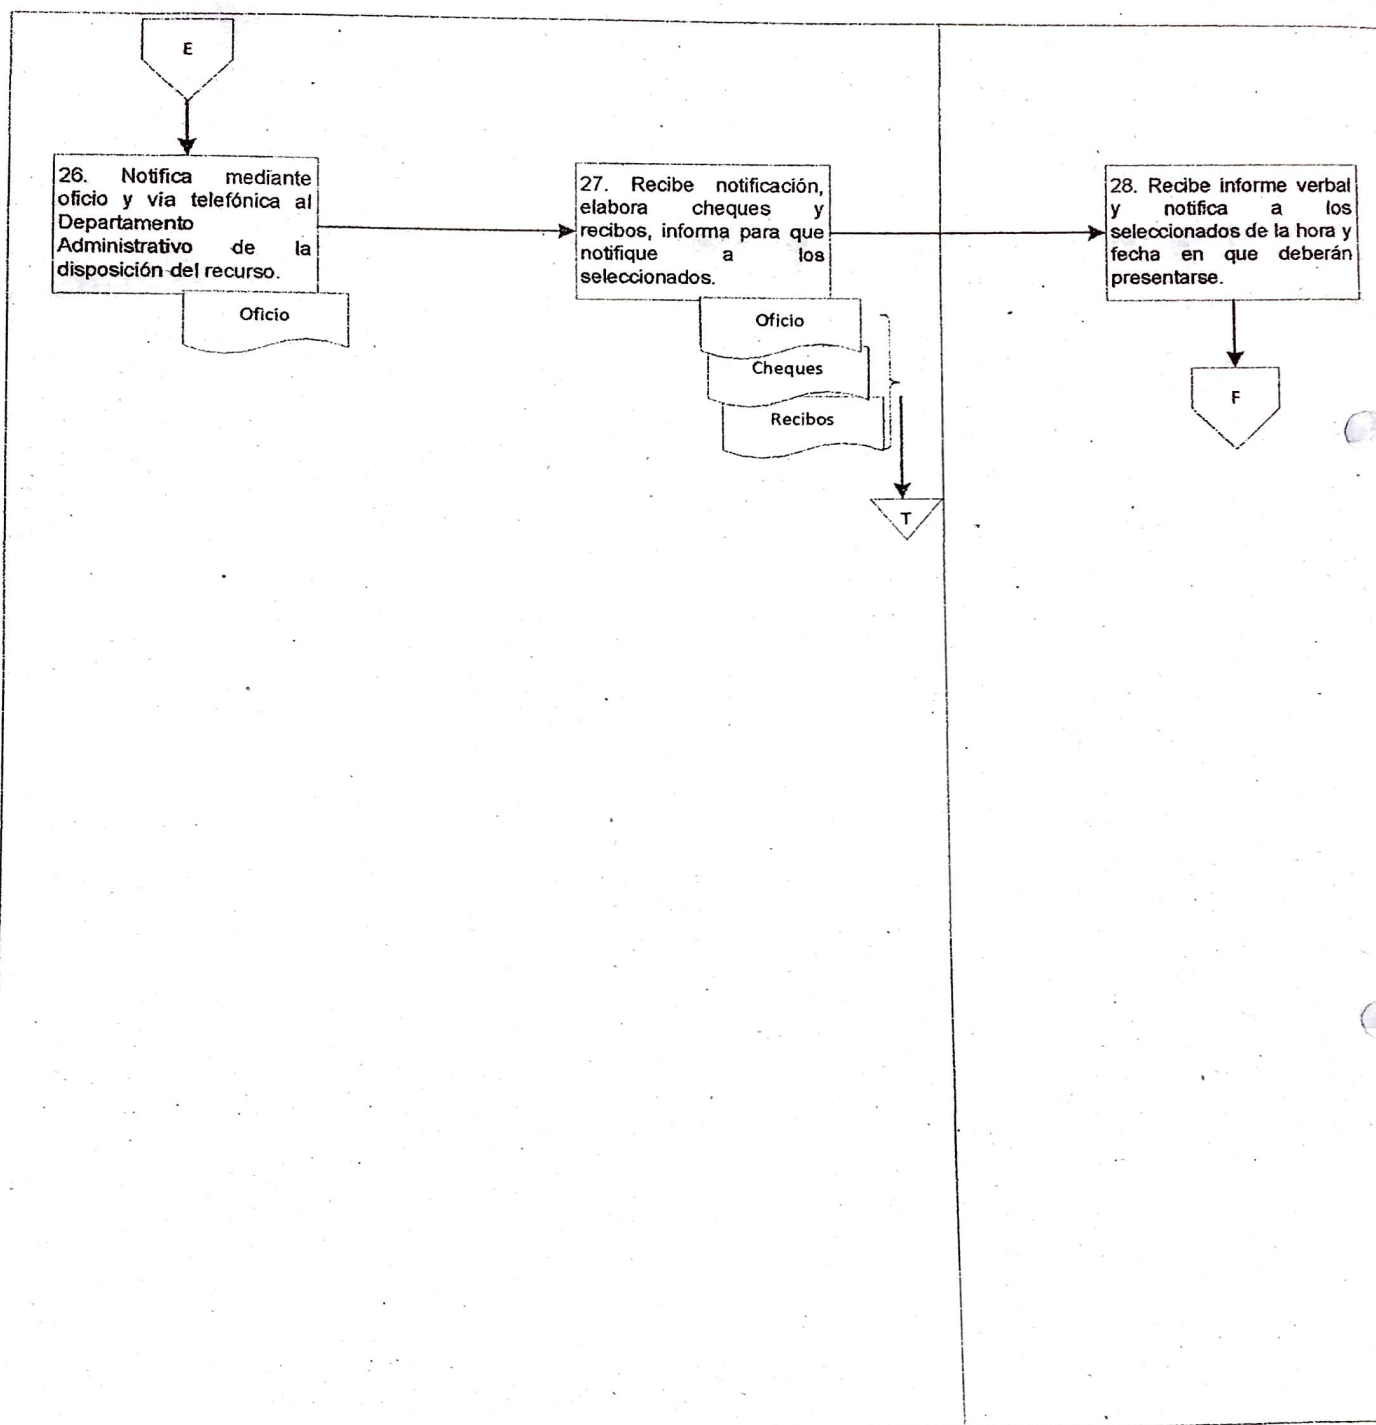 E
26. Notifica mediante
oficio y via telefónica al
Departamento
Administrativo de la
disposición del recurso.
Oficio
27. Recibe notificación,
elabora cheques y
recibos, informa para que
notifique a los
seleccionados.
Oficio
Cheques
Recibos
T
28. Recibe informe verbal
y notifica a los
seleccionados de la hora y
fecha en que deberán
presentarse.
F